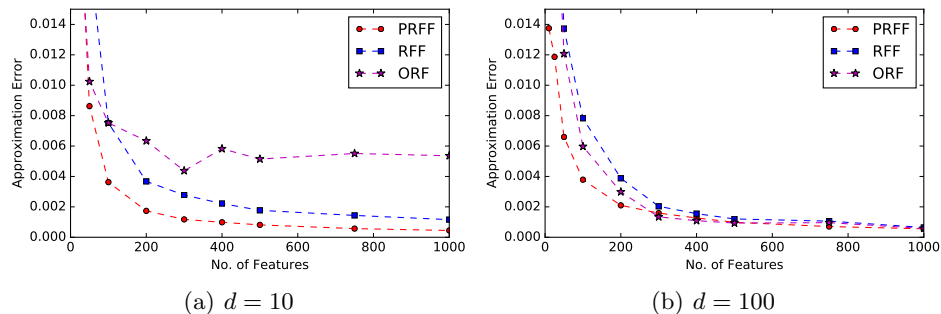 0.014
0.012
0.010
0.008
0.006
0.004
0.002
0.000
Approximation Error
0 200 400 600 800 1000
No. of Features
PRFF
RFF
ORF
(a) d = 10
0.014
0.012
0.010
0.008
0.006
0.004
0.002
0.000
Approximation Error
0 200 400 600 800 1000
No. of Features
PRFF
RFF
ORF
(b) d = 100